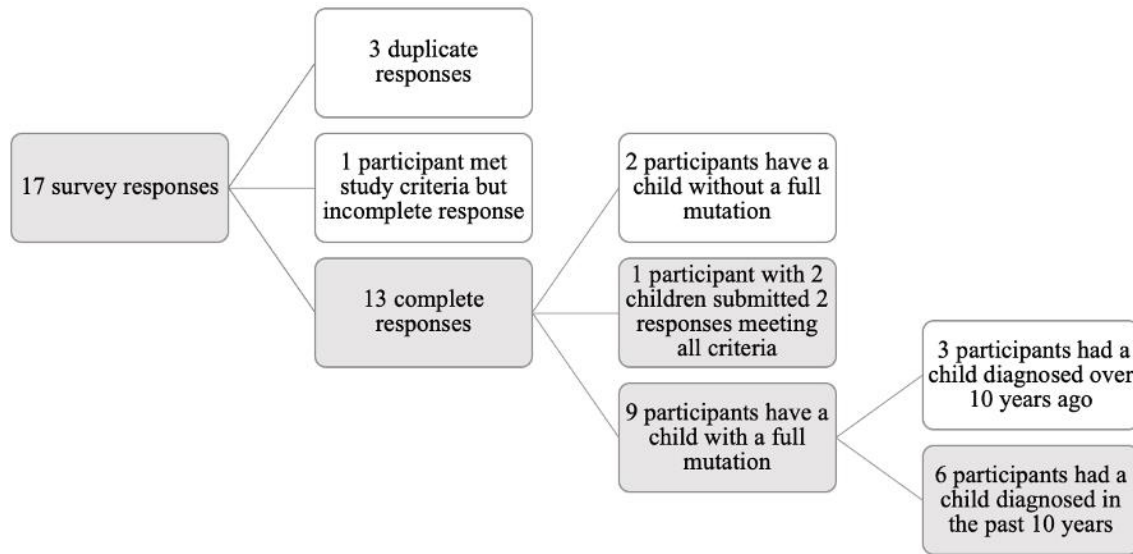 3 duplicate
responses
17 survey responses
1 participant met
study criteria but
incomplete response
13 complete
responses
2 participants have a
child without a full
mutation
1 participant with 2
children submitted 2
responses meeting
all criteria
9 participants have a
child with a full
mutation
3 participants had a
child diagnosed over
10 years ago
6 participants had a
child diagnosed in
the past 10 years